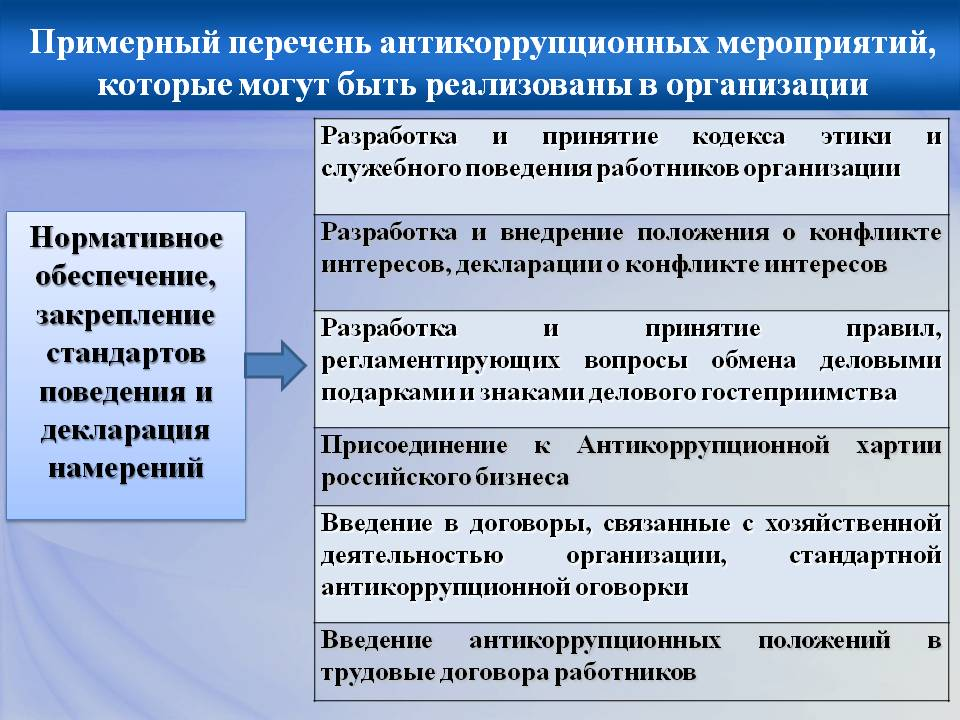 Примерный перечень антикоррупционных мероприятий,
которые могут быть реализованы в организации
Нормативное
обеспечение,
закрепление
стандартов
поведения и
декларация
намерений
Разработка и принятие кодекса этики и
служебного поведения работников организации
Разработка и внедрение положения о конфликте
интересов, декларации о конфликте интересов
Разработка и принятие правил,
регламентирующих вопросы обмена деловыми
подарками и знаками делового гостеприимства
Присоединение к Антикоррупционной хартии
российского бизнеса
Введение в договоры, связанные с хозяйственной
деятельностью организации, стандартной
антикоррупционной оговорки
Введение антикоррупционных положений в
трудовые договора работников